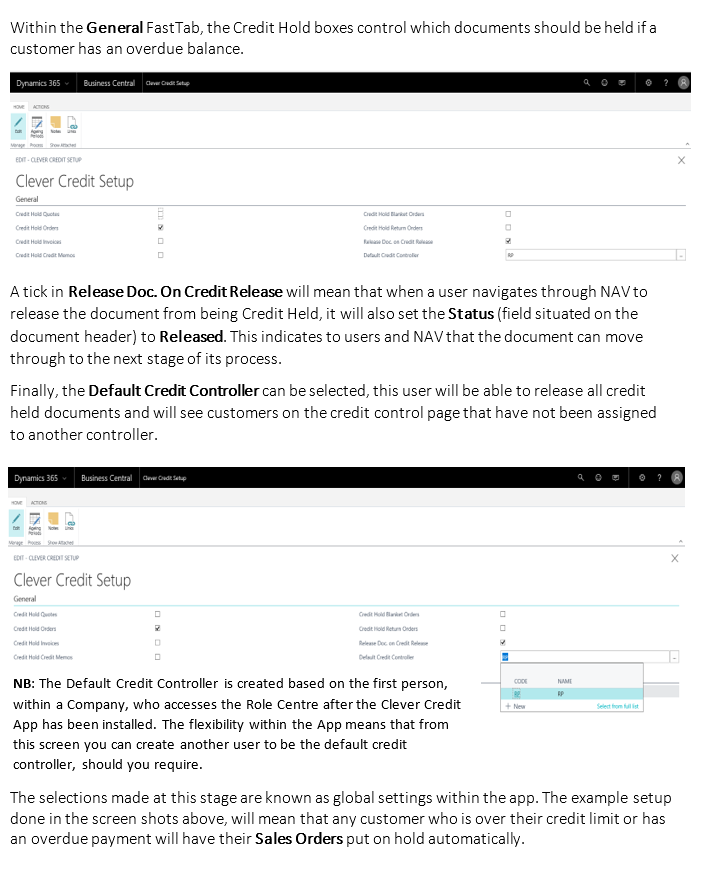 Within the General FastTab, the Credit Hold boxes control which documents should be held if a
customer has an overdue balance.
Dynamics 365 Business Central Clever Credit Setup
HOME ACTIONS
Edit Ageing Periods Notes Links
Manage Process Show Attached
EDIT - CLEVER CREDIT SETUP
Clever Credit Setup
General
Credit Hold Quotes Credit Hold Blanket Orders
Credit Hold Orders Credit Hold Return Orders
Credit Hold Invoices Release Doc. on Credit Release
Credit Hold Credit Memos Default Credit Controller RP
A tick in Release Doc. On Credit Release will mean that when a user navigates through NAV to
release the document from being Credit Held, it will also set the Status (field situated on the
document header) to Released. This indicates to users and NAV that the document can move
through to the next stage of its process.
Finally, the Default Credit Controller can be selected, this user will be able to release all credit
held documents and will see customers on the credit control page that have not been assigned
to another controller.
Dynamics 365 Business Central Clever Credit Setup
HOME ACTIONS
Edit Ageing Periods Notes Links
Manage Process Show Attached
EDIT - CLEVER CREDIT SETUP
Clever Credit Setup
General
Credit Hold Quotes Credit Hold Blanket Orders
Credit Hold Orders Credit Hold Return Orders
Credit Hold Invoices Release Doc. on Credit Release
Credit Hold Credit Memos Default Credit Controller
CODE NAME
RP RP
+ New Select from full list
NB: The Default Credit Controller is created based on the first person,
within a Company, who accesses the Role Centre after the Clever Credit
App has been installed. The flexibility within the App means that from
this screen you can create another user to be the default credit
controller, should you require.
The selections made at this stage are known as global settings within the app. The example setup
done in the screen shots above, will mean that any customer who is over their credit limit or has
an overdue payment will have their Sales Orders put on hold automatically.